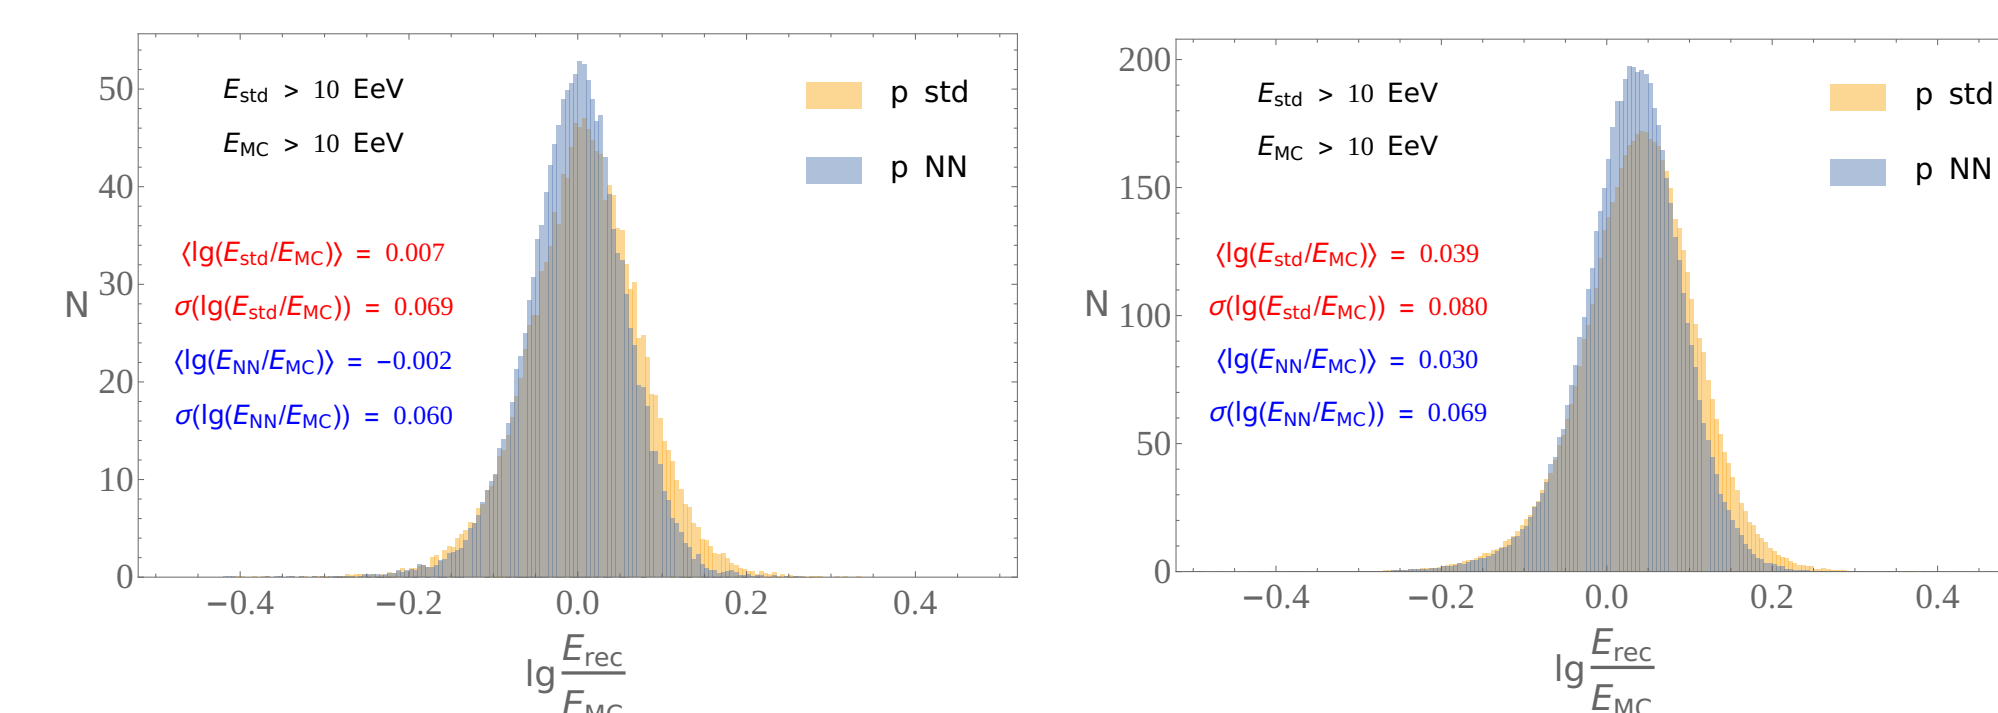 E_std > 10 EeV
E_MC > 10 EeV
p std
p NN
⟨lg(E_std/E_MC)⟩ = 0.007
σ(lg(E_std/E_MC)) = 0.069
⟨lg(E_NN/E_MC)⟩ = −0.002
σ(lg(E_NN/E_MC)) = 0.060
N
50
40
30
20
10
0
−0.4 −0.2 0.0 0.2 0.4
lg E_rec/E_MC
E_std > 10 EeV
E_MC > 10 EeV
p std
p NN
⟨lg(E_std/E_MC)⟩ = 0.039
σ(lg(E_std/E_MC)) = 0.080
⟨lg(E_NN/E_MC)⟩ = 0.030
σ(lg(E_NN/E_MC)) = 0.069
N
200
150
100
50
0
−0.4 −0.2 0.0 0.2 0.4
lg E_rec/E_MC